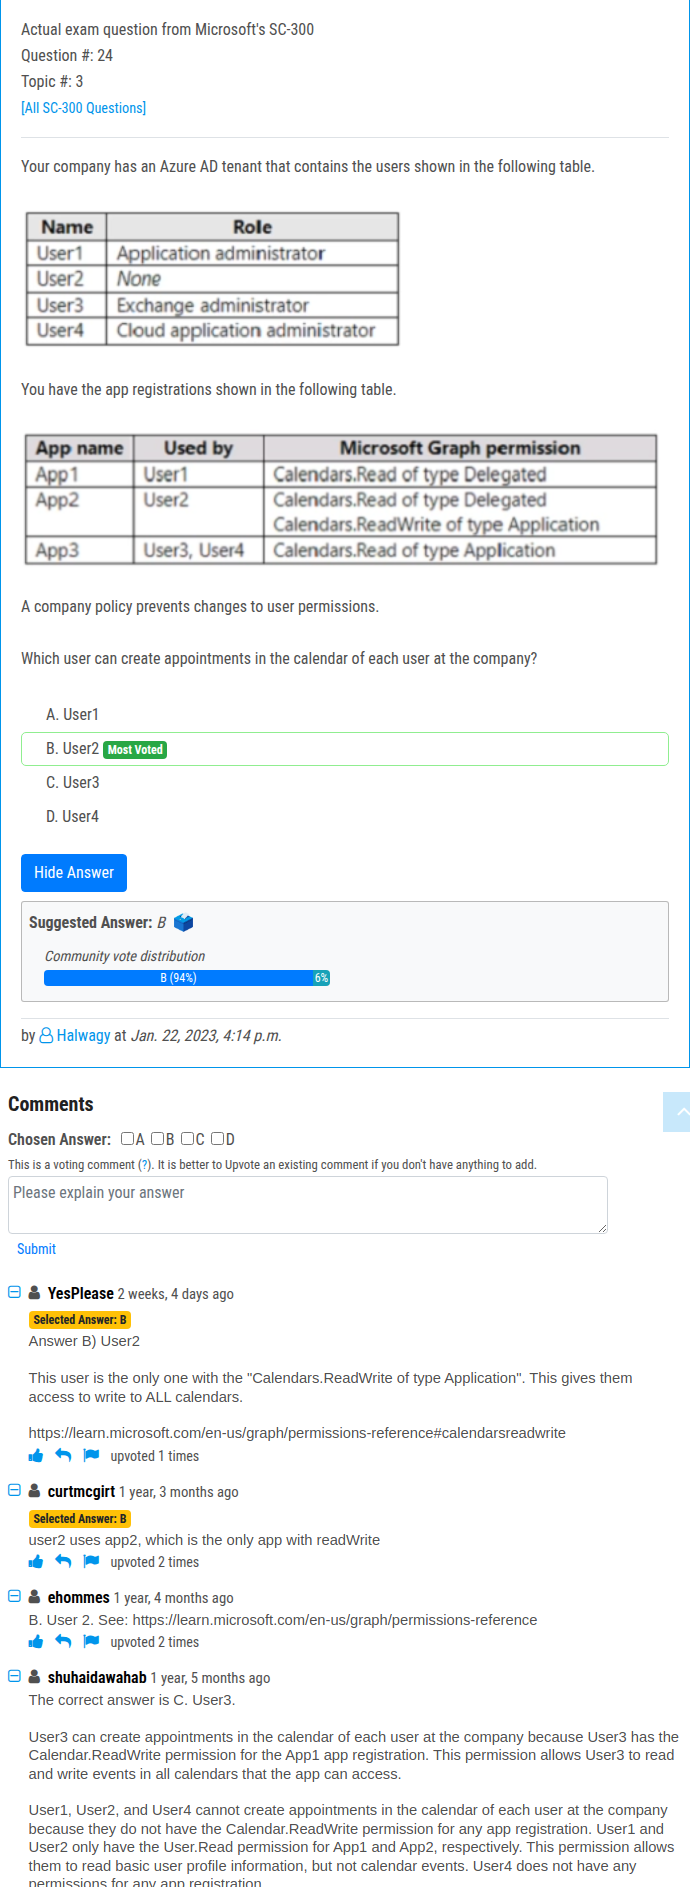 Actual exam question from Microsoft's SC-300
Question #: 24
Topic #: 3
[All SC-300 Questions]
Your company has an Azure AD tenant that contains the users shown in the following table.
Name Role
User1 Application administrator
User2 None
User3 Exchange administrator
User4 Cloud application administrator
You have the app registrations shown in the following table.
App name Used by Microsoft Graph permission
App1 User1 Calendars.Read of type Delegated
App2 User2 Calendars.Read of type Delegated
Calendars.ReadWrite of type Application
App3 User3, User4 Calendars.Read of type Application
A company policy prevents changes to user permissions.
Which user can create appointments in the calendar of each user at the company?
A. User1
B. User2 Most Voted
C. User3
D. User4
Hide Answer
Suggested Answer: B
Community vote distribution
B (94%) 6%
by Halwagy at Jan. 22, 2023, 4:14 p.m.
Comments
Chosen Answer: A B C D
This is a voting comment (?). It is better to Upvote an existing comment if you don't have anything to add.
Please explain your answer
Submit
YesPlease 2 weeks, 4 days ago
Selected Answer: B
Answer B) User2
This user is the only one with the "Calendars.ReadWrite of type Application". This gives them
access to write to ALL calendars.
https://learn.microsoft.com/en-us/graph/permissions-reference#calendarsreadwrite
upvoted 1 times
curtmcgirt 1 year, 3 months ago
Selected Answer: B
user2 uses app2, which is the only app with readWrite
upvoted 2 times
ehommes 1 year, 4 months ago
B. User 2. See: https://learn.microsoft.com/en-us/graph/permissions-reference
upvoted 2 times
shuhaidawahab 1 year, 5 months ago
The correct answer is C. User3.
User3 can create appointments in the calendar of each user at the company because User3 has the
Calendar.ReadWrite permission for the App1 app registration. This permission allows User3 to read
and write events in all calendars that the app can access.
User1, User2, and User4 cannot create appointments in the calendar of each user at the company
because they do not have the Calendar.ReadWrite permission for any app registration. User1 and
User2 only have the User.Read permission for App1 and App2, respectively. This permission allows
them to read basic user profile information, but not calendar events. User4 does not have any
permissions for any app registration.